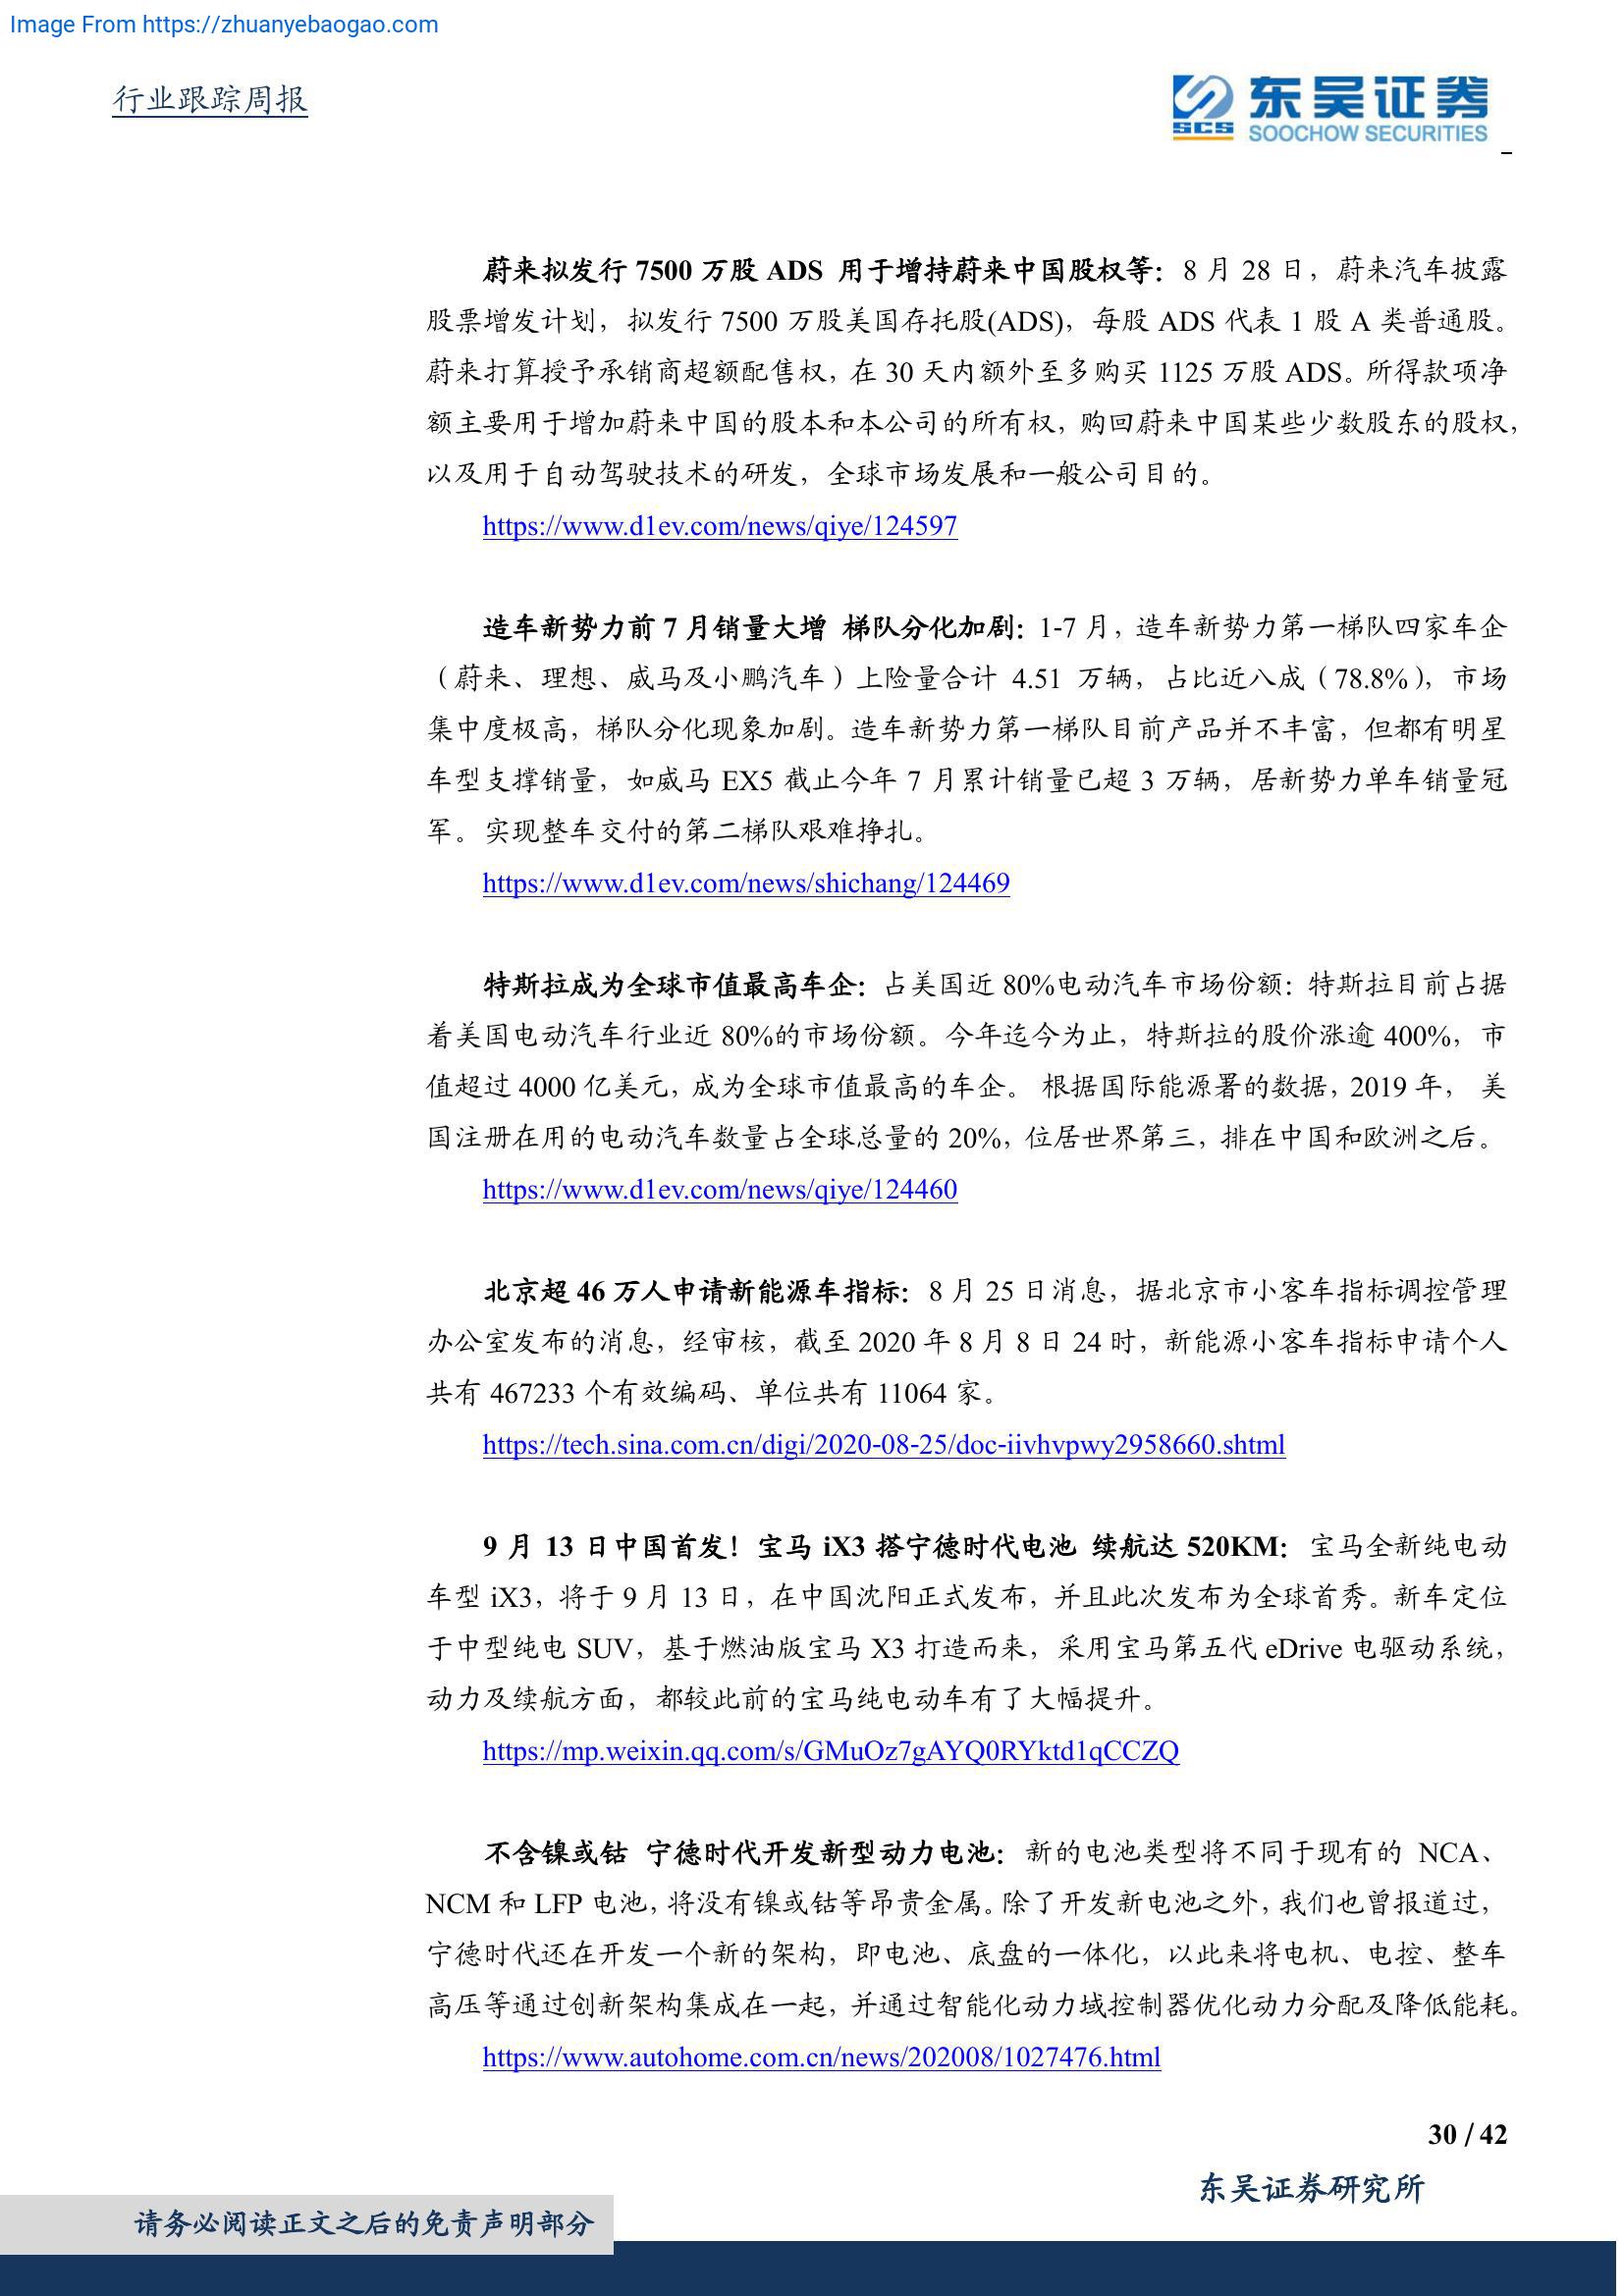 Image From https://zhuanyebaogao.com
行业跟踪周报
SCS 东吴证券
SOOCHOW SECURITIES
蔚来拟发行 7500 万股 ADS 用于增持蔚来中国股权等：8 月 28 日，蔚来汽车披露
股票增发计划，拟发行 7500 万股美国存托股(ADS)，每股 ADS 代表 1 股 A 类普通股。
蔚来打算授予承销商超额配售权，在 30 天内额外至多购买 1125 万股 ADS。所得款项净
额主要用于增加蔚来中国的股本和本公司的所有权，购回蔚来中国某些少数股东的股权，
以及用于自动驾驶技术的研发，全球市场发展和一般公司目的。
https://www.d1ev.com/news/qiye/124597
造车新势力前 7 月销量大增 梯队分化加剧：1-7 月，造车新势力第一梯队四家车企
（蔚来、理想、威马及小鹏汽车）上险量合计 4.51 万辆，占比近八成（78.8%），市场
集中度极高，梯队分化现象加剧。造车新势力第一梯队目前产品并不丰富，但都有明星
车型支撑销量，如威马 EX5 截止今年 7 月累计销量已超 3 万辆，居新势力单车销量冠
军。实现整车交付的第二梯队艰难挣扎。
https://www.d1ev.com/news/shichang/124469
特斯拉成为全球市值最高车企：占美国近 80%电动汽车市场份额：特斯拉目前占据
着美国电动汽车行业近 80%的市场份额。今年迄今为止，特斯拉的股价涨逾 400%，市
值超过 4000 亿美元，成为全球市值最高的车企。 根据国际能源署的数据，2019 年， 美
国注册在用的电动汽车数量占全球总量的 20%，位居世界第三，排在中国和欧洲之后。
https://www.d1ev.com/news/qiye/124460
北京超 46 万人申请新能源车指标：8 月 25 日消息，据北京市小客车指标调控管理
办公室发布的消息，经审核，截至 2020 年 8 月 8 日 24 时，新能源小客车指标申请个人
共有 467233 个有效编码、单位共有 11064 家。
https://tech.sina.com.cn/digi/2020-08-25/doc-iivhvpwy2958660.shtml
9 月 13 日中国首发！宝马 iX3 搭宁德时代电池 续航达 520KM：宝马全新纯电动
车型 iX3，将于 9 月 13 日，在中国沈阳正式发布，并且此次发布为全球首秀。新车定位
于中型纯电 SUV，基于燃油版宝马 X3 打造而来，采用宝马第五代 eDrive 电驱动系统，
动力及续航方面，都较此前的宝马纯电动车有了大幅提升。
https://mp.weixin.qq.com/s/GMuOz7gAYQ0RYktd1qCCZQ
不含镍或钴 宁德时代开发新型动力电池：新的电池类型将不同于现有的 NCA、
NCM 和 LFP 电池，将没有镍或钴等昂贵金属。除了开发新电池之外，我们也曾报道过，
宁德时代还在开发一个新的架构，即电池、底盘的一体化，以此来将电机、电控、整车
高压等通过创新架构集成在一起，并通过智能化动力域控制器优化动力分配及降低能耗。
https://www.autohome.com.cn/news/202008/1027476.html
30 / 42
东吴证券研究所
请务必阅读正文之后的免责声明部分